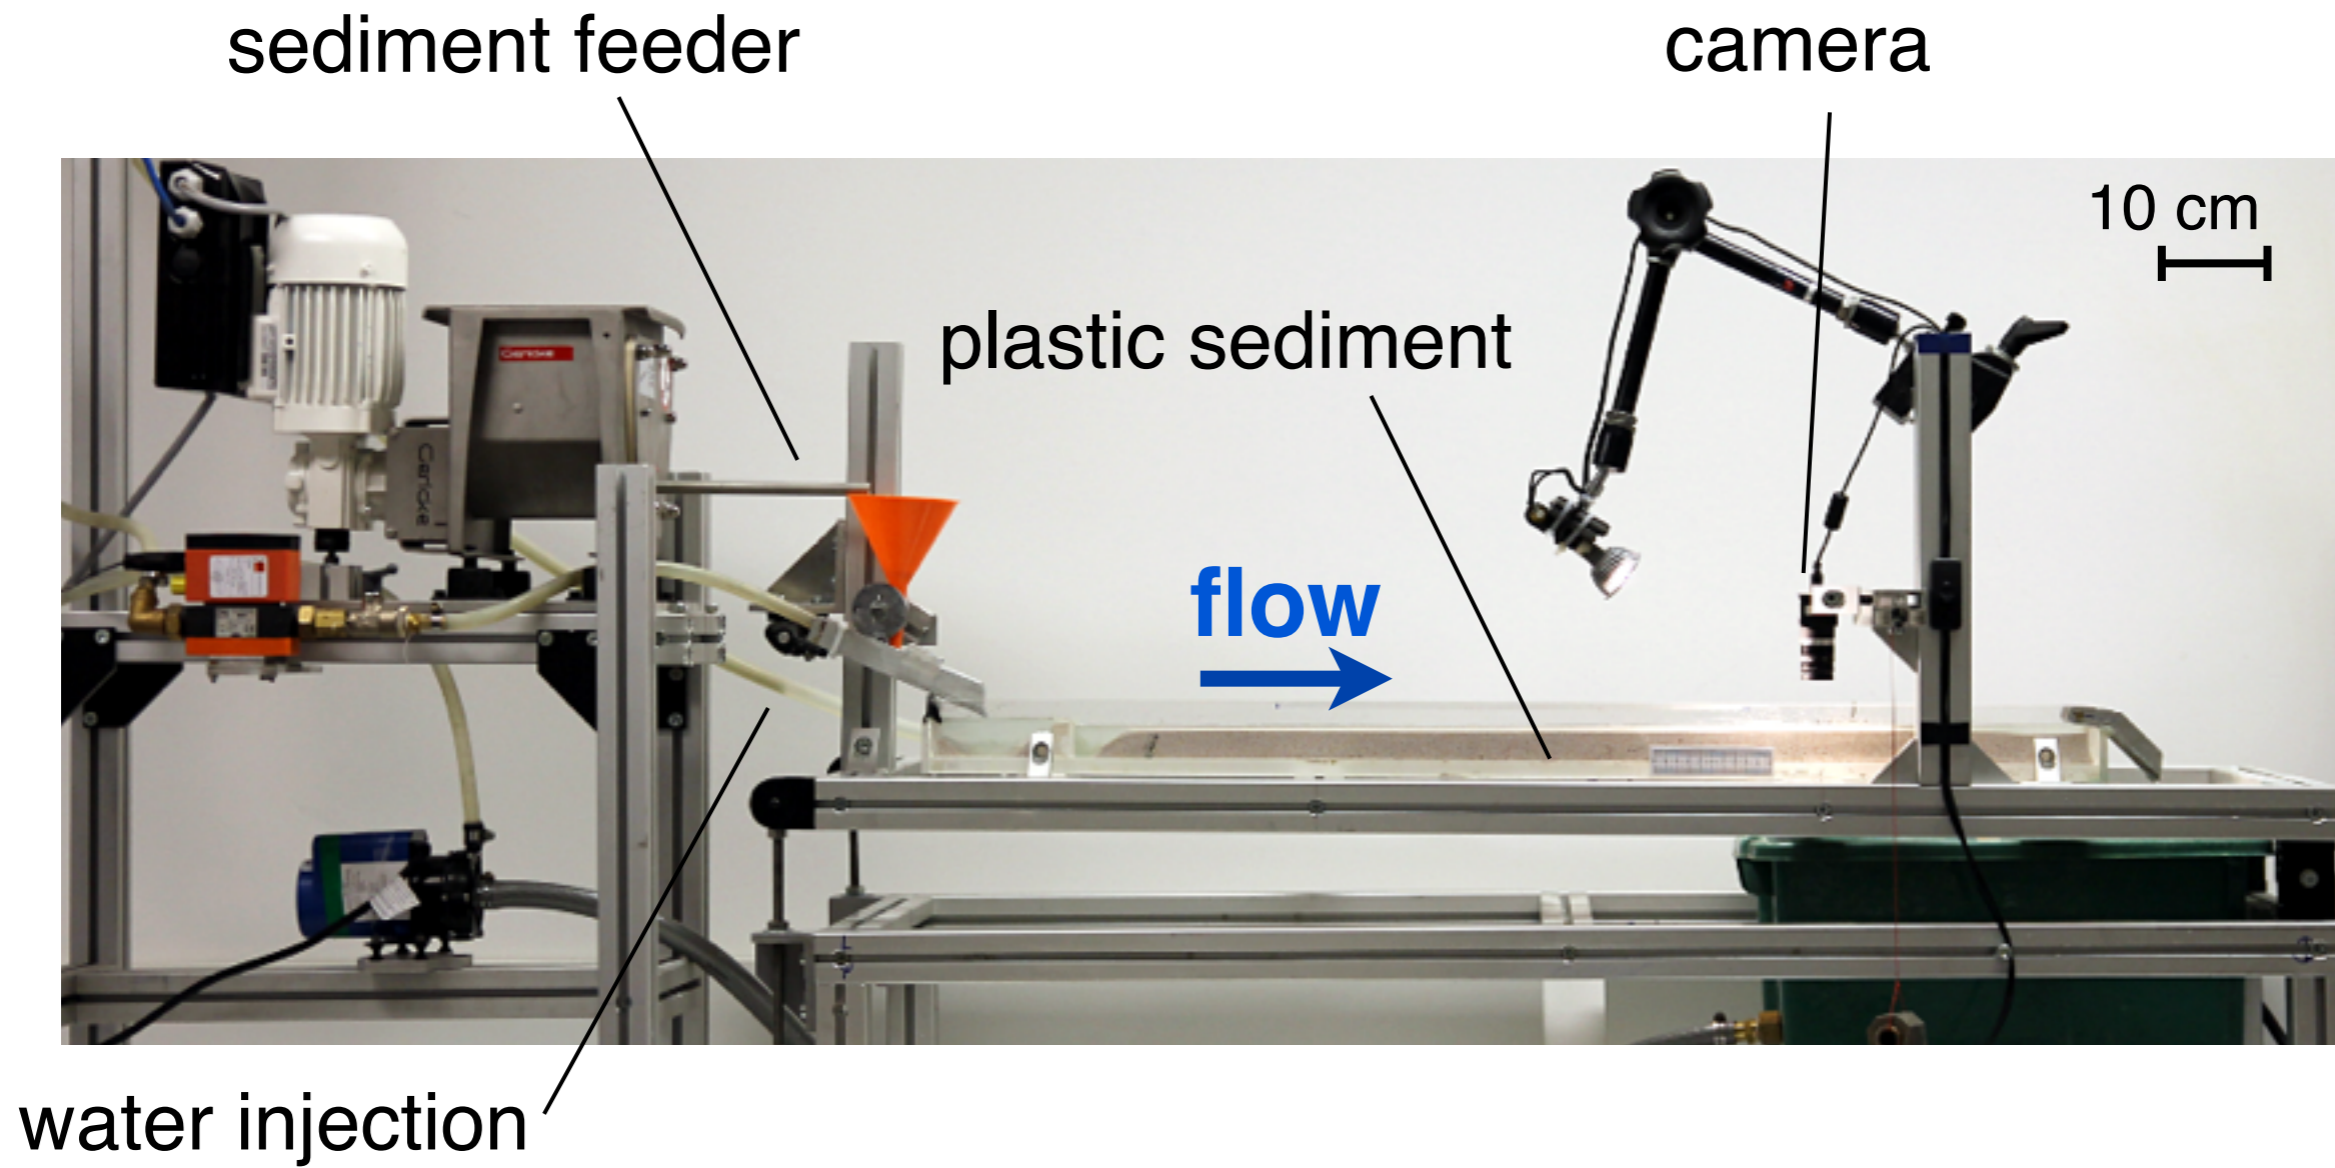 sediment feeder
camera
10 cm
plastic sediment
flow
water injection